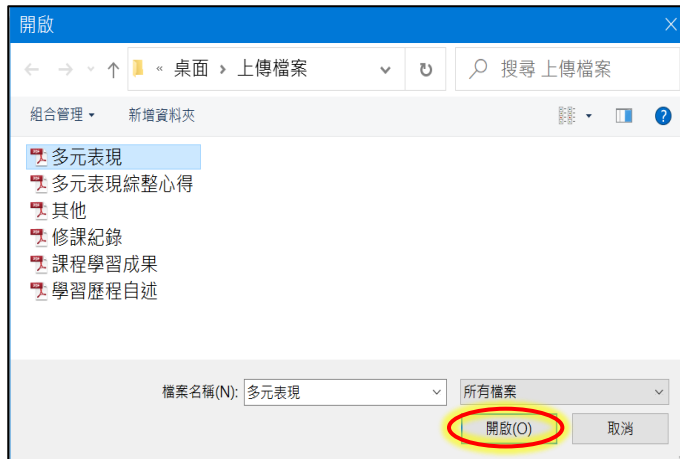 開啟
« 桌面 › 上傳檔案
搜尋 上傳檔案
組合管理
新增資料夾
多元表現
多元表現綜整心得
其他
修課紀錄
課程學習成果
學習歷程自述
檔案名稱(N): 多元表現
所有檔案
開啟(O)
取消